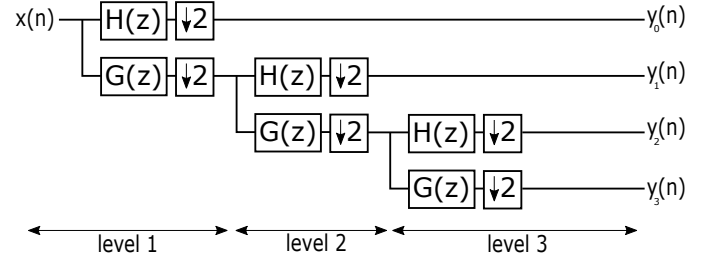 x(n) H(z) ↓2 y₀(n)
G(z) ↓2 H(z) ↓2 y₁(n)
G(z) ↓2 H(z) ↓2 y₂(n)
G(z) ↓2 y₃(n)
level 1 level 2 level 3